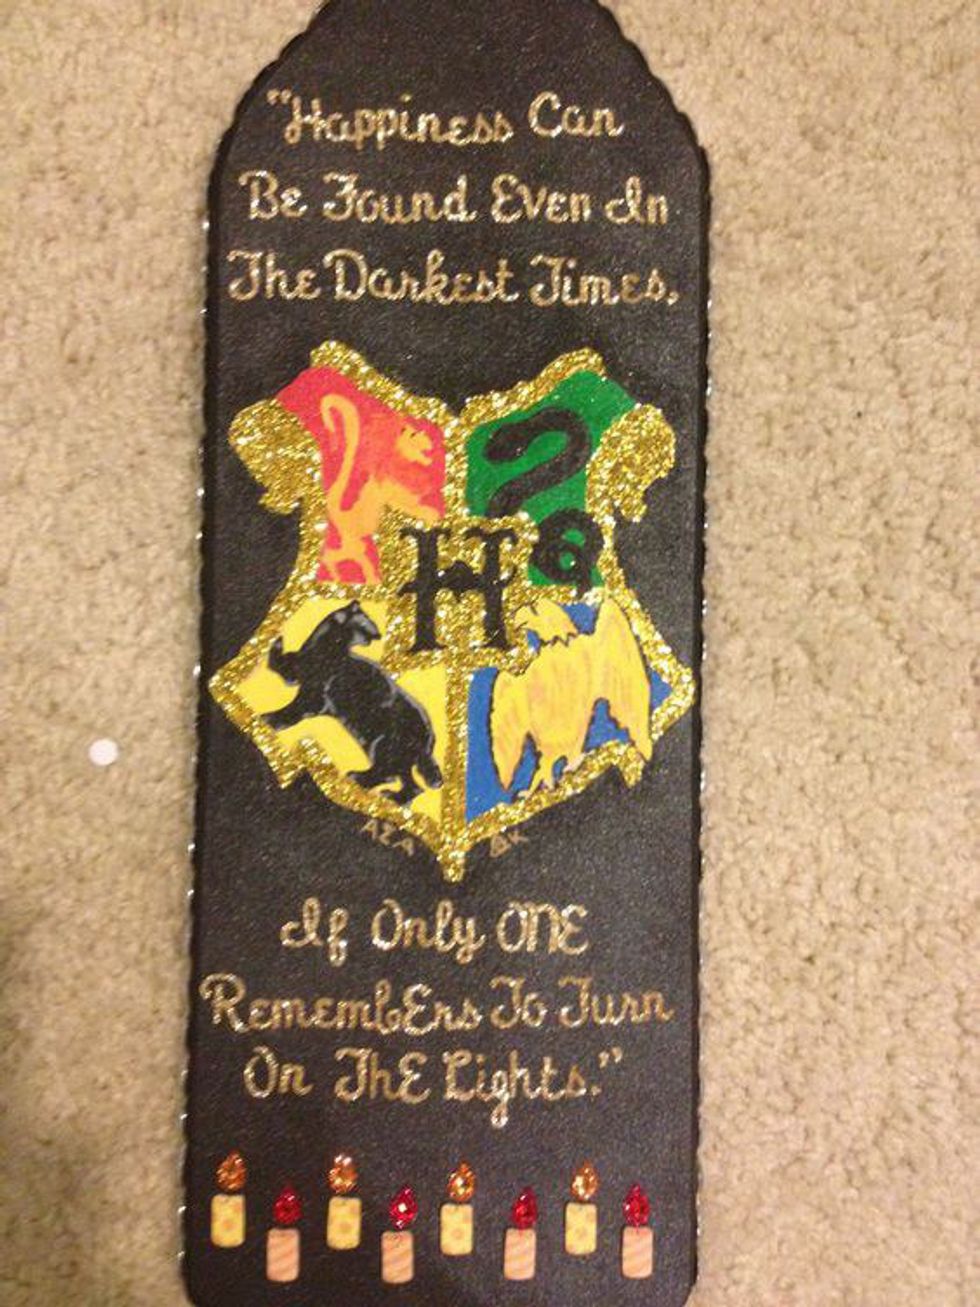 "Happiness Can
Be Found Even In
The Darkest Times,
H
ΑΣΑ ΔΚ
If Only ONE
RemembErs To Turn
On ThE Lights."